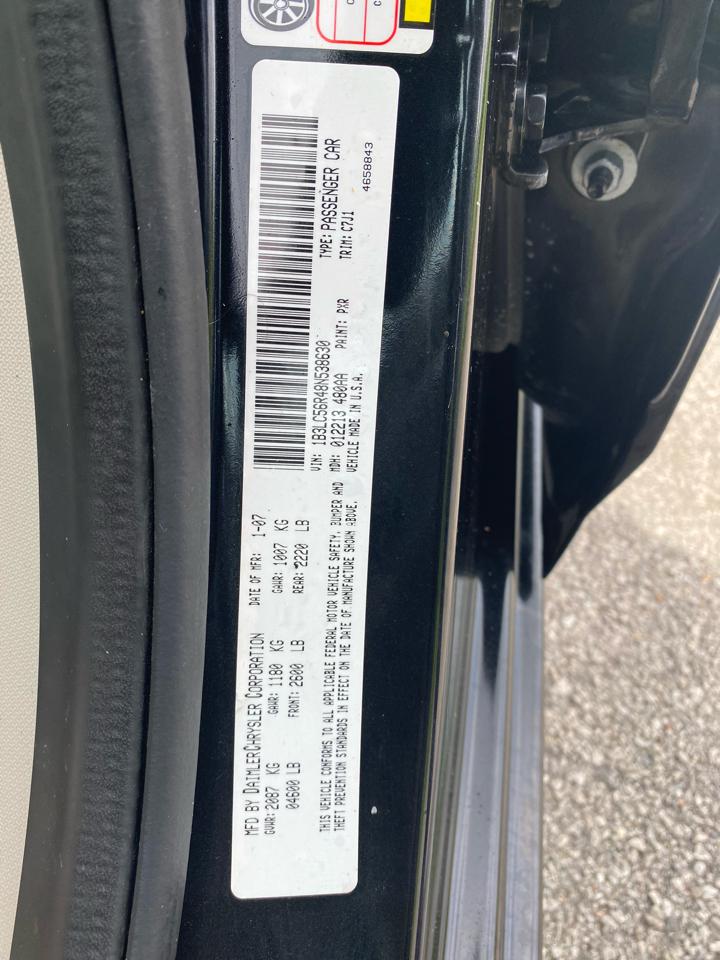 MFD BY DAIMLERCHRYSLER CORPORATION DATE OF MFR: 1-07
GVWR: 2087 KG GAWR: 1180 KG GAWR: 1007 KG
04600 LB FRONT: 2600 LB REAR: 2220 LB
THIS VEHICLE CONFORMS TO ALL APPLICABLE FEDERAL MOTOR VEHICLE SAFETY, BUMPER AND
THEFT PREVENTION STANDARDS IN EFFECT ON THE DATE OF MANUFACTURE SHOWN ABOVE.
VIN: 1B3LC56R48N538630 TYPE: PASSENGER CAR
MDH: 012213 480AA PAINT: PXR TRIM: C7J1
VEHICLE MADE IN U.S.A.
4658843